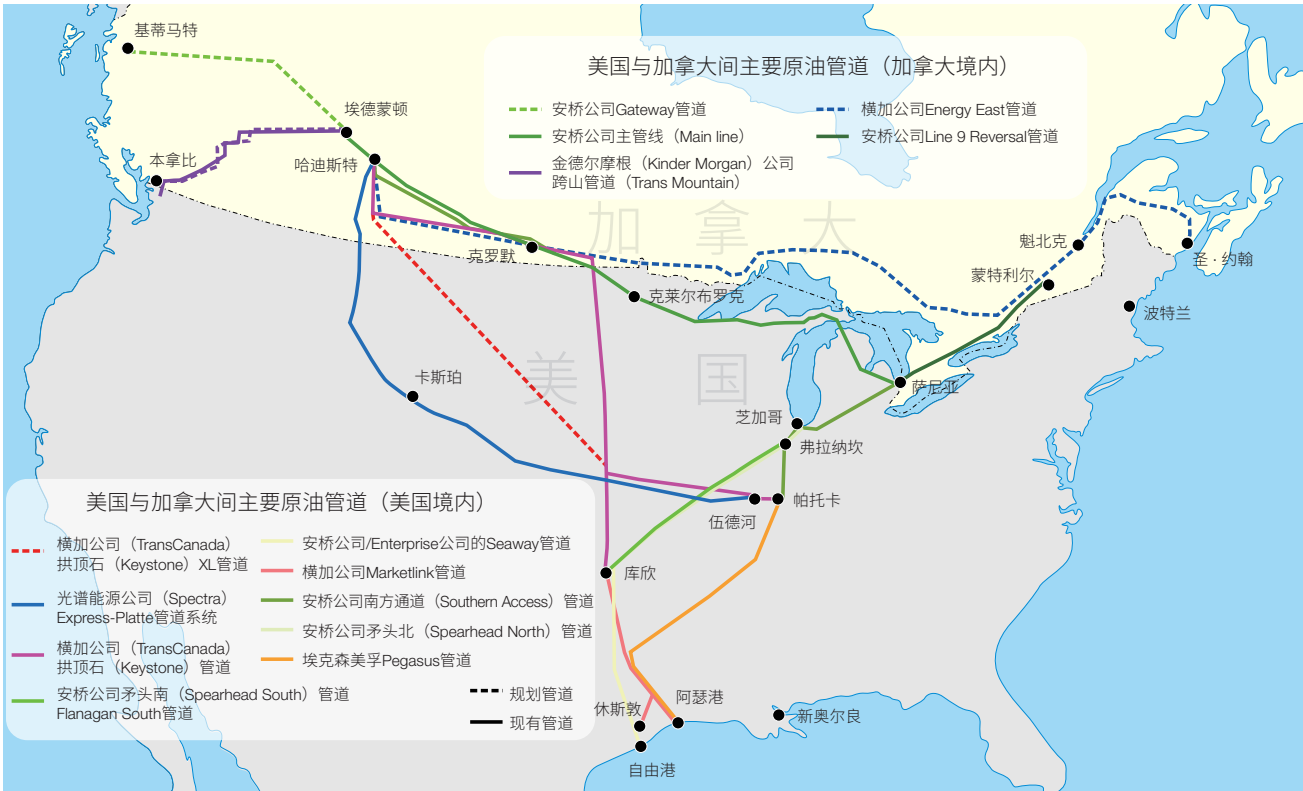 基蒂马特
埃德蒙顿
本拿比
哈迪斯特
美国与加拿大间主要原油管道（加拿大境内）
安桥公司Gateway管道
横加公司Energy East管道
安桥公司主管线（Main line）
安桥公司Line 9 Reversal管道
金德尔摩根（Kinder Morgan）公司
跨山管道（Trans Mountain）
加 拿 大
克罗默
魁北克
圣·约翰
蒙特利尔
克莱尔布罗克
波特兰
美 国
卡斯珀
萨尼亚
芝加哥
弗拉纳坎
伍德河
帕托卡
库欣
美国与加拿大间主要原油管道（美国境内）
横加公司（TransCanada）
拱顶石（Keystone）XL管道
光谱能源公司（Spectra）
Express-Platte管道系统
横加公司（TransCanada）
拱顶石（Keystone）管道
安桥公司矛头南（Spearhead South）管道
Flanagan South管道
安桥公司/Enterprise公司的Seaway管道
横加公司Marketlink管道
安桥公司南方通道（Southern Access）管道
安桥公司矛头北（Spearhead North）管道
埃克森美孚Pegasus管道
规划管道
现有管道
休斯敦
阿瑟港
新奥尔良
自由港